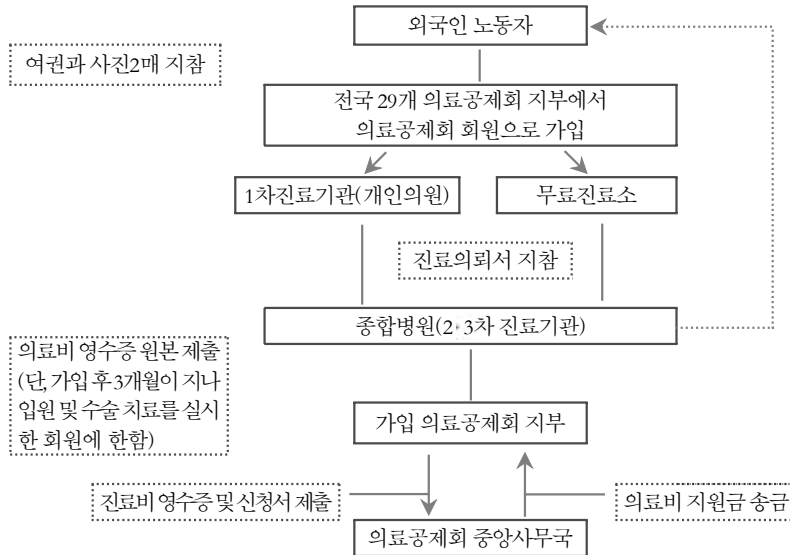 외국인 노동자
여권과 사진2매 지참
전국 29개 의료공제회 지부에서
의료공제회 회원으로 가입
1차진료기관(개인의원)
무료진료소
진료의뢰서 지참
종합병원(2·3차 진료기관)
의료비 영수증 원본 제출
(단, 가입 후 3개월이 지나
입원 및 수술 치료를 실시
한 회원에 한함)
가입 의료공제회 지부
진료비 영수증 및 신청서 제출
의료비 지원금 송금
의료공제회 중앙사무국